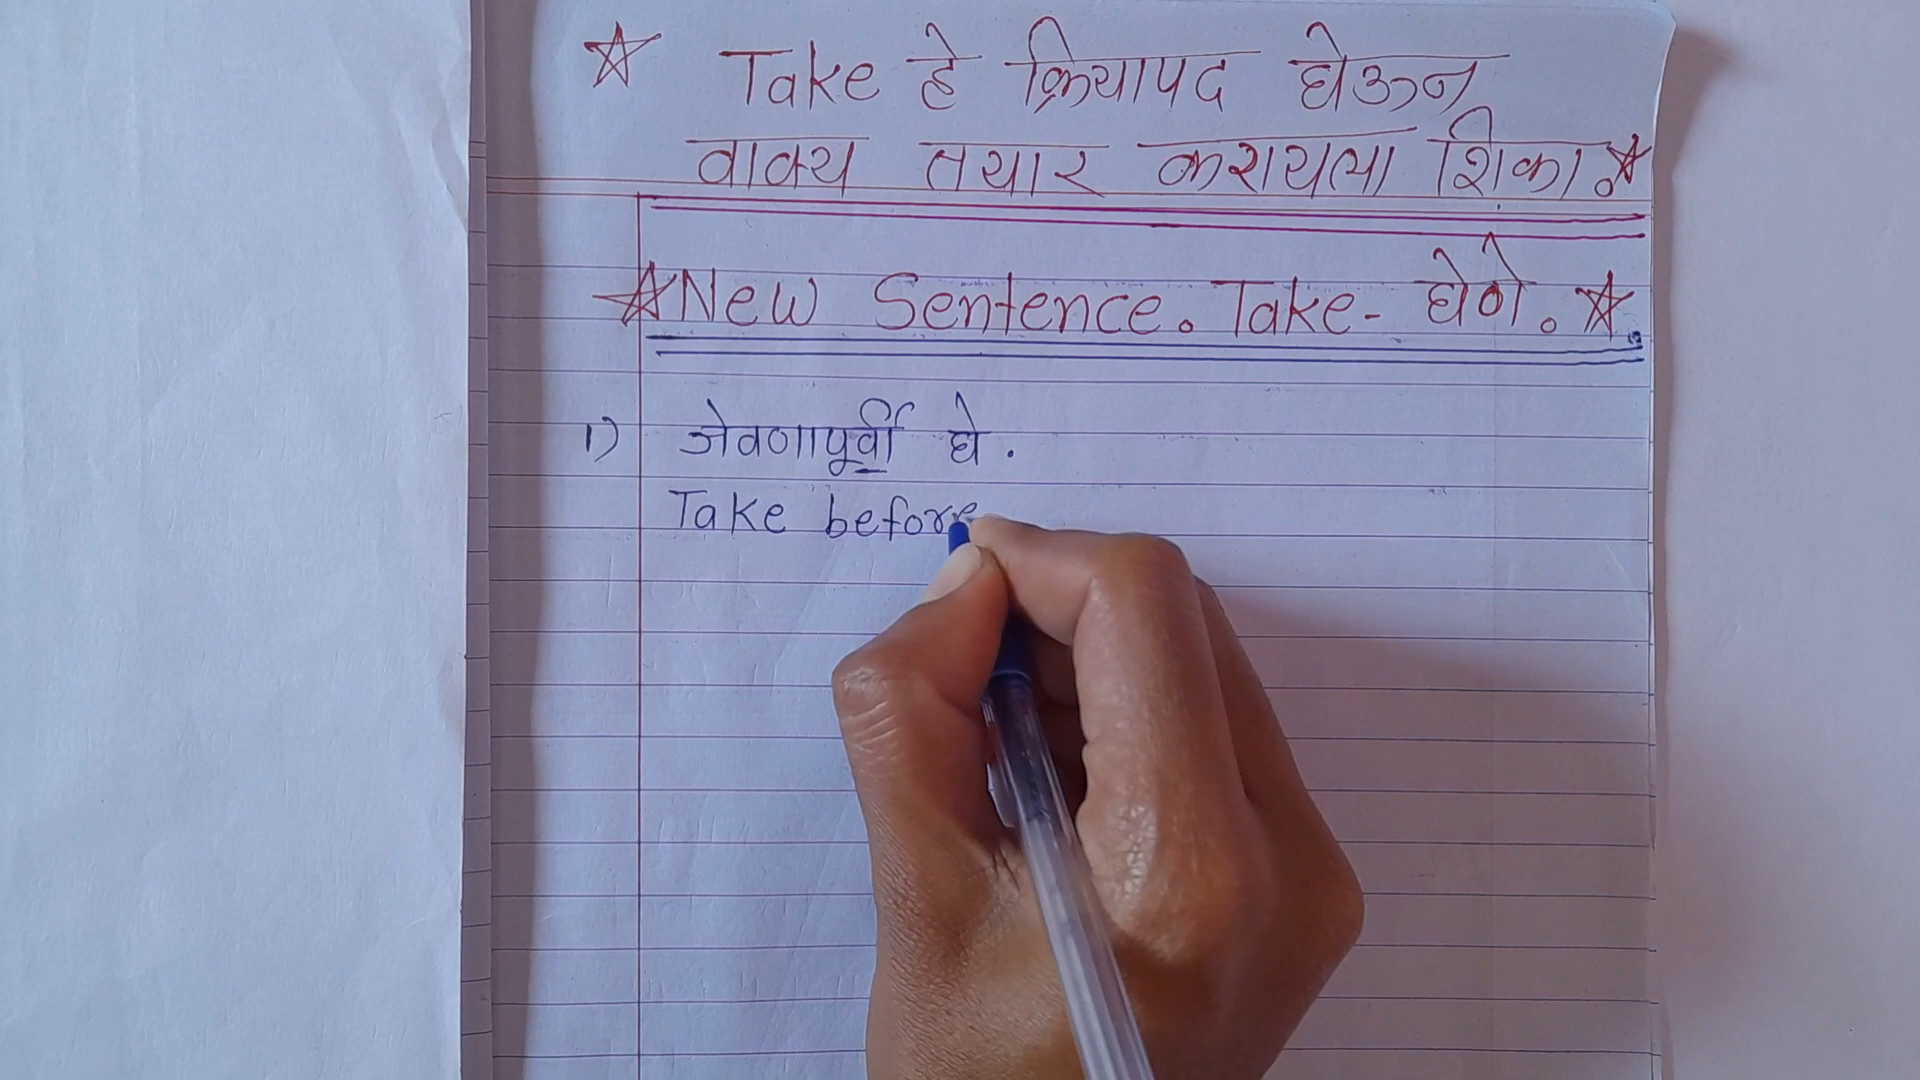 ☆ Take हे क्रियापद घेऊन
वाक्य तयार करायला शिका.☆
☆New Sentence. Take- घेणे.☆.
1) जेवणापूर्वी घे.
Take before